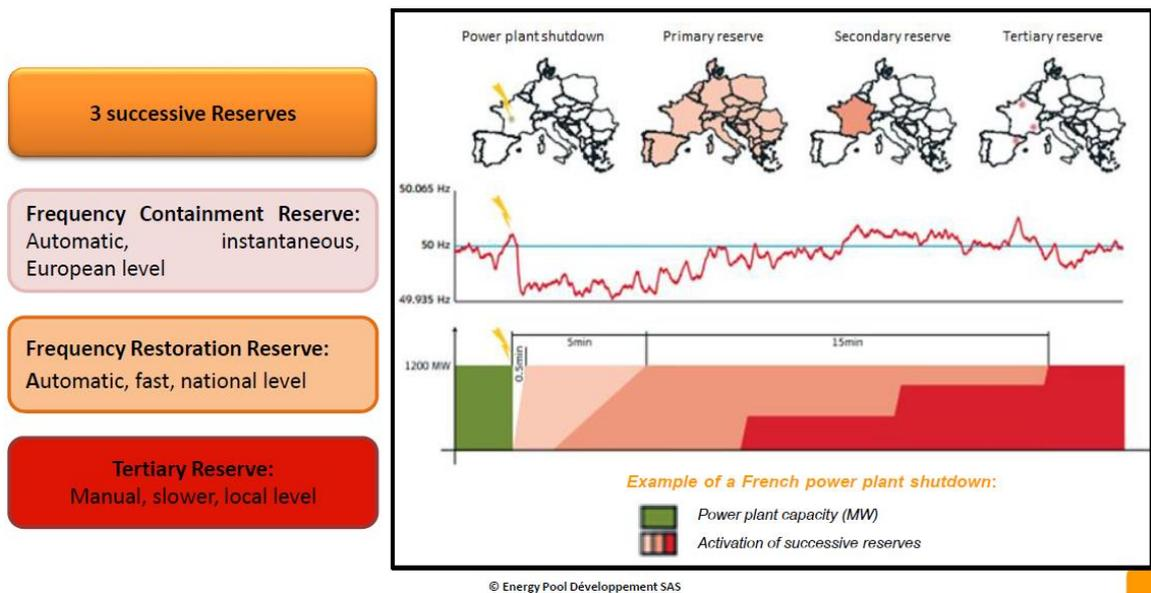 3 successive Reserves
Frequency Containment Reserve:
Automatic, instantaneous,
European level
Frequency Restoration Reserve:
Automatic, fast, national level
Tertiary Reserve:
Manual, slower, local level
Power plant shutdown
Primary reserve
Secondary reserve
Tertiary reserve
50.065 Hz
50 Hz
49.935 Hz
1200 MW
0.5min
5min
15min
Example of a French power plant shutdown:
Power plant capacity (MW)
Activation of successive reserves
© Energy Pool Développement SAS